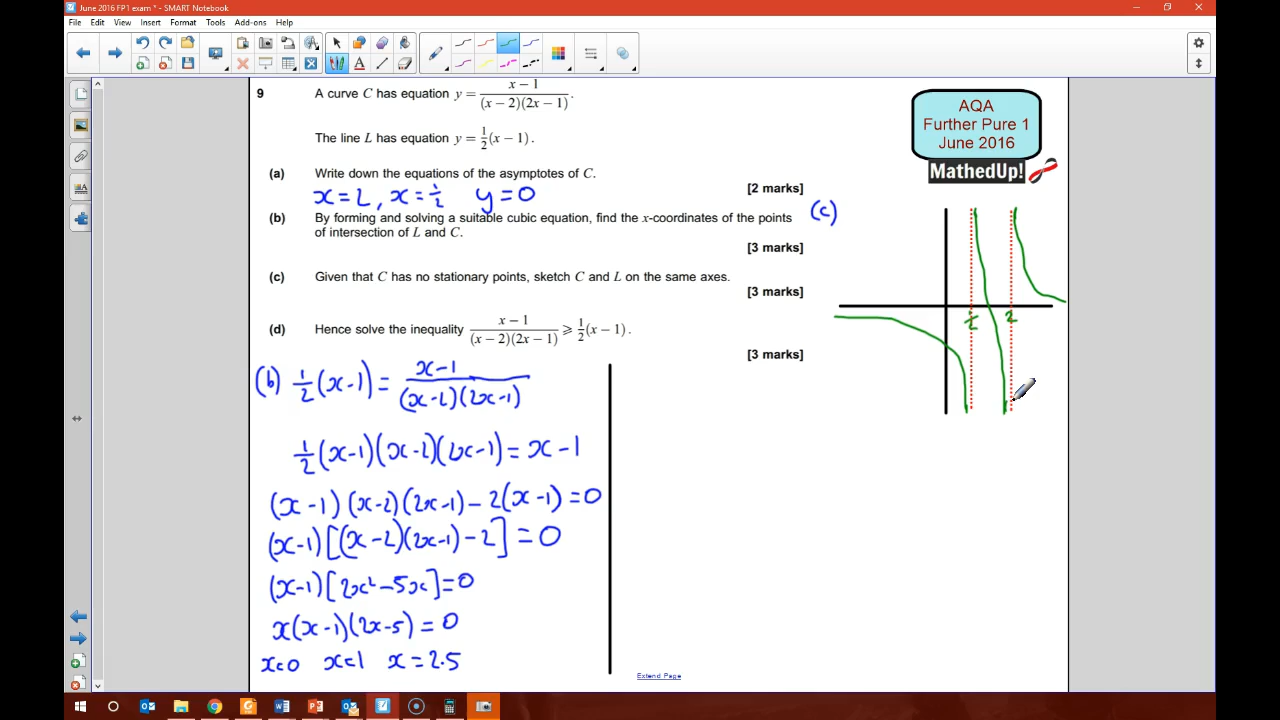 June 2016 FP1 exam * - SMART Notebook
File Edit View Insert Format Tools Add-ons Help
9 A curve C has equation y = (x − 1)/((x − 2)(2x − 1)).
The line L has equation y = 1/2(x − 1).
(a) Write down the equations of the asymptotes of C.
x = 2, x = 1/2 y = 0
[2 marks]
(b) By forming and solving a suitable cubic equation, find the x-coordinates of the points
of intersection of L and C.
[3 marks]
(c) Given that C has no stationary points, sketch C and L on the same axes.
[3 marks]
(d) Hence solve the inequality (x − 1)/((x − 2)(2x − 1)) ⩾ 1/2(x − 1).
[3 marks]
(b) 1/2(x-1) = (x-1)/((x-2)(2x-1))
1/2(x-1)(x-2)(2x-1) = x-1
(x-1)(x-2)(2x-1) - 2(x-1) = 0
(x-1)[(x-2)(2x-1) - 2] = 0
(x-1)[2x² - 5x] = 0
x(x-1)(2x-5) = 0
x=0 x=1 x = 2.5
AQA
Further Pure 1
June 2016
MathedUp!
(c)
1/2 2
Extend Page